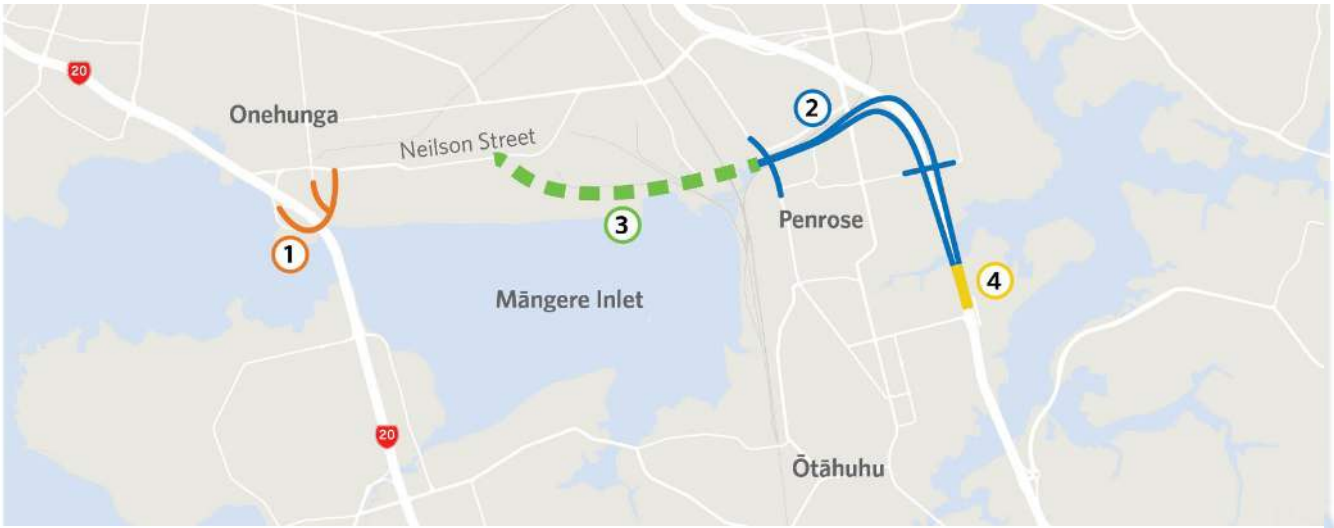 20
Onehunga
Neilson Street
2
3
Penrose
1
4
Māngere Inlet
20
Ōtāhuhu